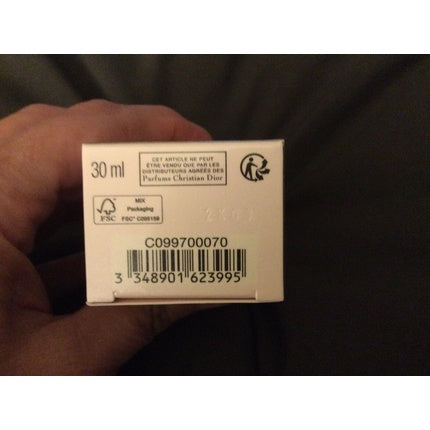 30 ml
CET ARTICLE NE PEUT
ÊTRE VENDU QUE PAR LES
DISTRIBUTEURS AGRÉÉS DES
Parfums Christian Dior
FSC
MIX
Packaging
FSC® C095159
C099700070
3 348901 623995